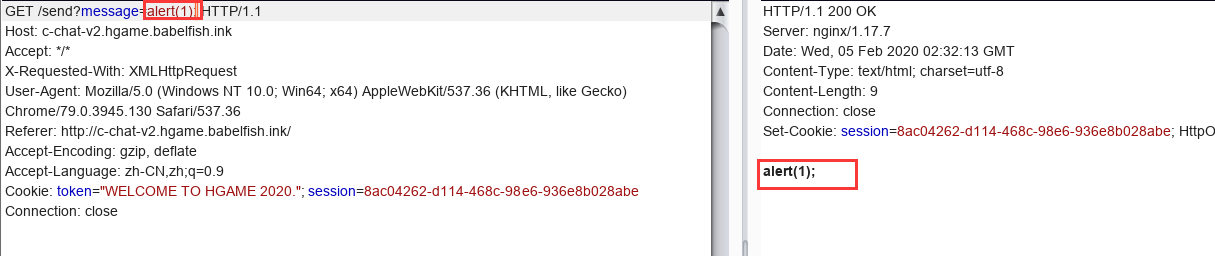 GET /send?message=alert(1); HTTP/1.1
Host: c-chat-v2.hgame.babelfish.ink
Accept: */*
X-Requested-With: XMLHttpRequest
User-Agent: Mozilla/5.0 (Windows NT 10.0; Win64; x64) AppleWebKit/537.36 (KHTML, like Gecko)
Chrome/79.0.3945.130 Safari/537.36
Referer: http://c-chat-v2.hgame.babelfish.ink/
Accept-Encoding: gzip, deflate
Accept-Language: zh-CN,zh;q=0.9
Cookie: token="WELCOME TO HGAME 2020."; session=8ac04262-d114-468c-98e6-936e8b028abe
Connection: close
HTTP/1.1 200 OK
Server: nginx/1.17.7
Date: Wed, 05 Feb 2020 02:32:13 GMT
Content-Type: text/html; charset=utf-8
Content-Length: 9
Connection: close
Set-Cookie: session=8ac04262-d114-468c-98e6-936e8b028abe; HttpO
alert(1);